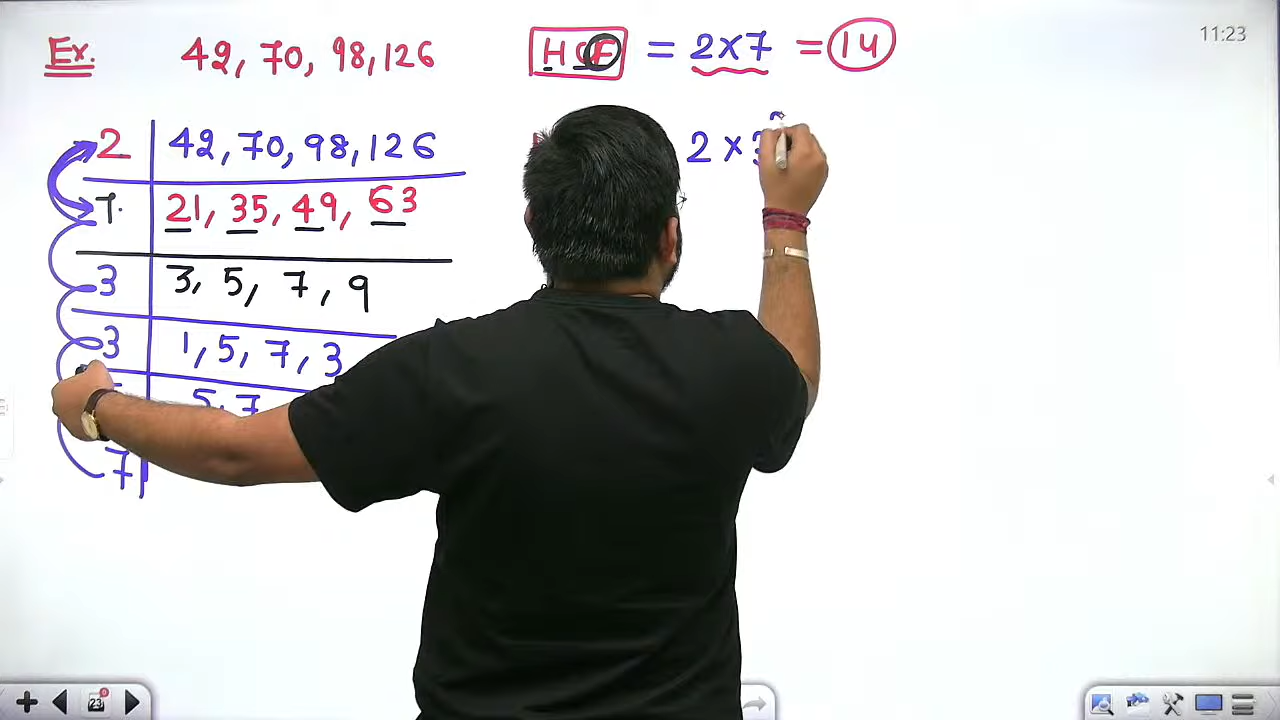 Ex. 42, 70, 98, 126
HCF = 2×7 = 14
2 | 42, 70, 98, 126
2 ×
7 | 21, 35, 49, 63
3 | 3, 5, 7, 9
3 | 1, 5, 7, 3
5, 7
7
11:23
23